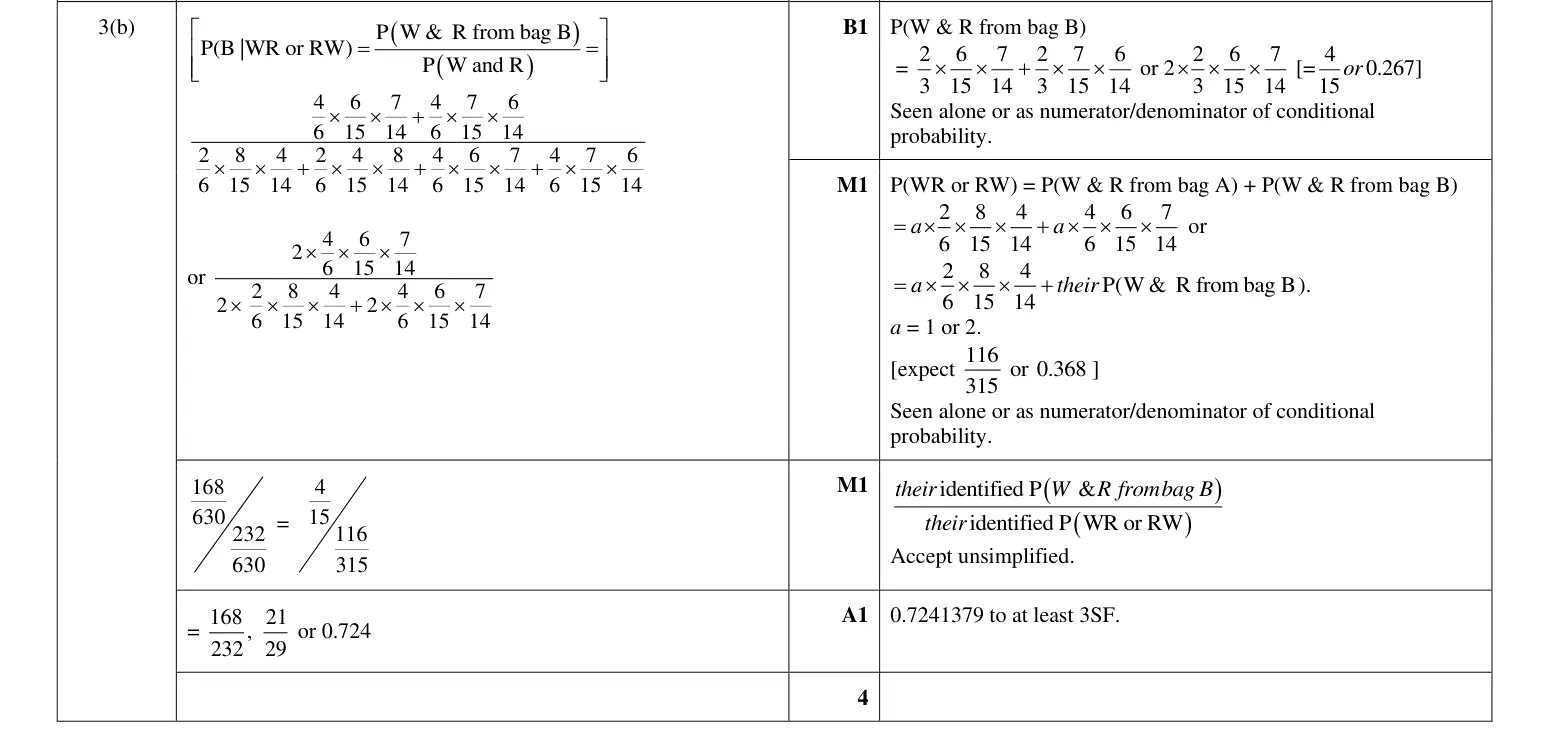 3(b)
[P(B |WR or RW) = P(W & R from bag B) / P(W and R) =]
4/6 × 6/15 × 7/14 + 4/6 × 7/15 × 6/14
2/6 × 8/15 × 4/14 + 2/6 × 4/15 × 8/14 + 4/6 × 6/15 × 7/14 + 4/6 × 7/15 × 6/14
or
2 × 4/6 × 6/15 × 7/14
2 × 2/6 × 8/15 × 4/14 + 2 × 4/6 × 6/15 × 7/14
B1
P(W & R from bag B)
= 2/3 × 6/15 × 7/14 + 2/3 × 7/15 × 6/14 or 2 × 2/3 × 6/15 × 7/14 [= 4/15 or 0.267]
Seen alone or as numerator/denominator of conditional
probability.
M1
P(WR or RW) = P(W & R from bag A) + P(W & R from bag B)
= a × 2/6 × 8/15 × 4/14 + a × 4/6 × 6/15 × 7/14 or
= a × 2/6 × 8/15 × 4/14 + their P(W & R from bag B).
a = 1 or 2.
[expect 116/315 or 0.368 ]
Seen alone or as numerator/denominator of conditional
probability.
168/630 / 232/630 = 4/15 / 116/315
M1
their identified P(W & R from bag B)
their identified P(WR or RW)
Accept unsimplified.
= 168/232, 21/29 or 0.724
A1
0.7241379 to at least 3SF.
4